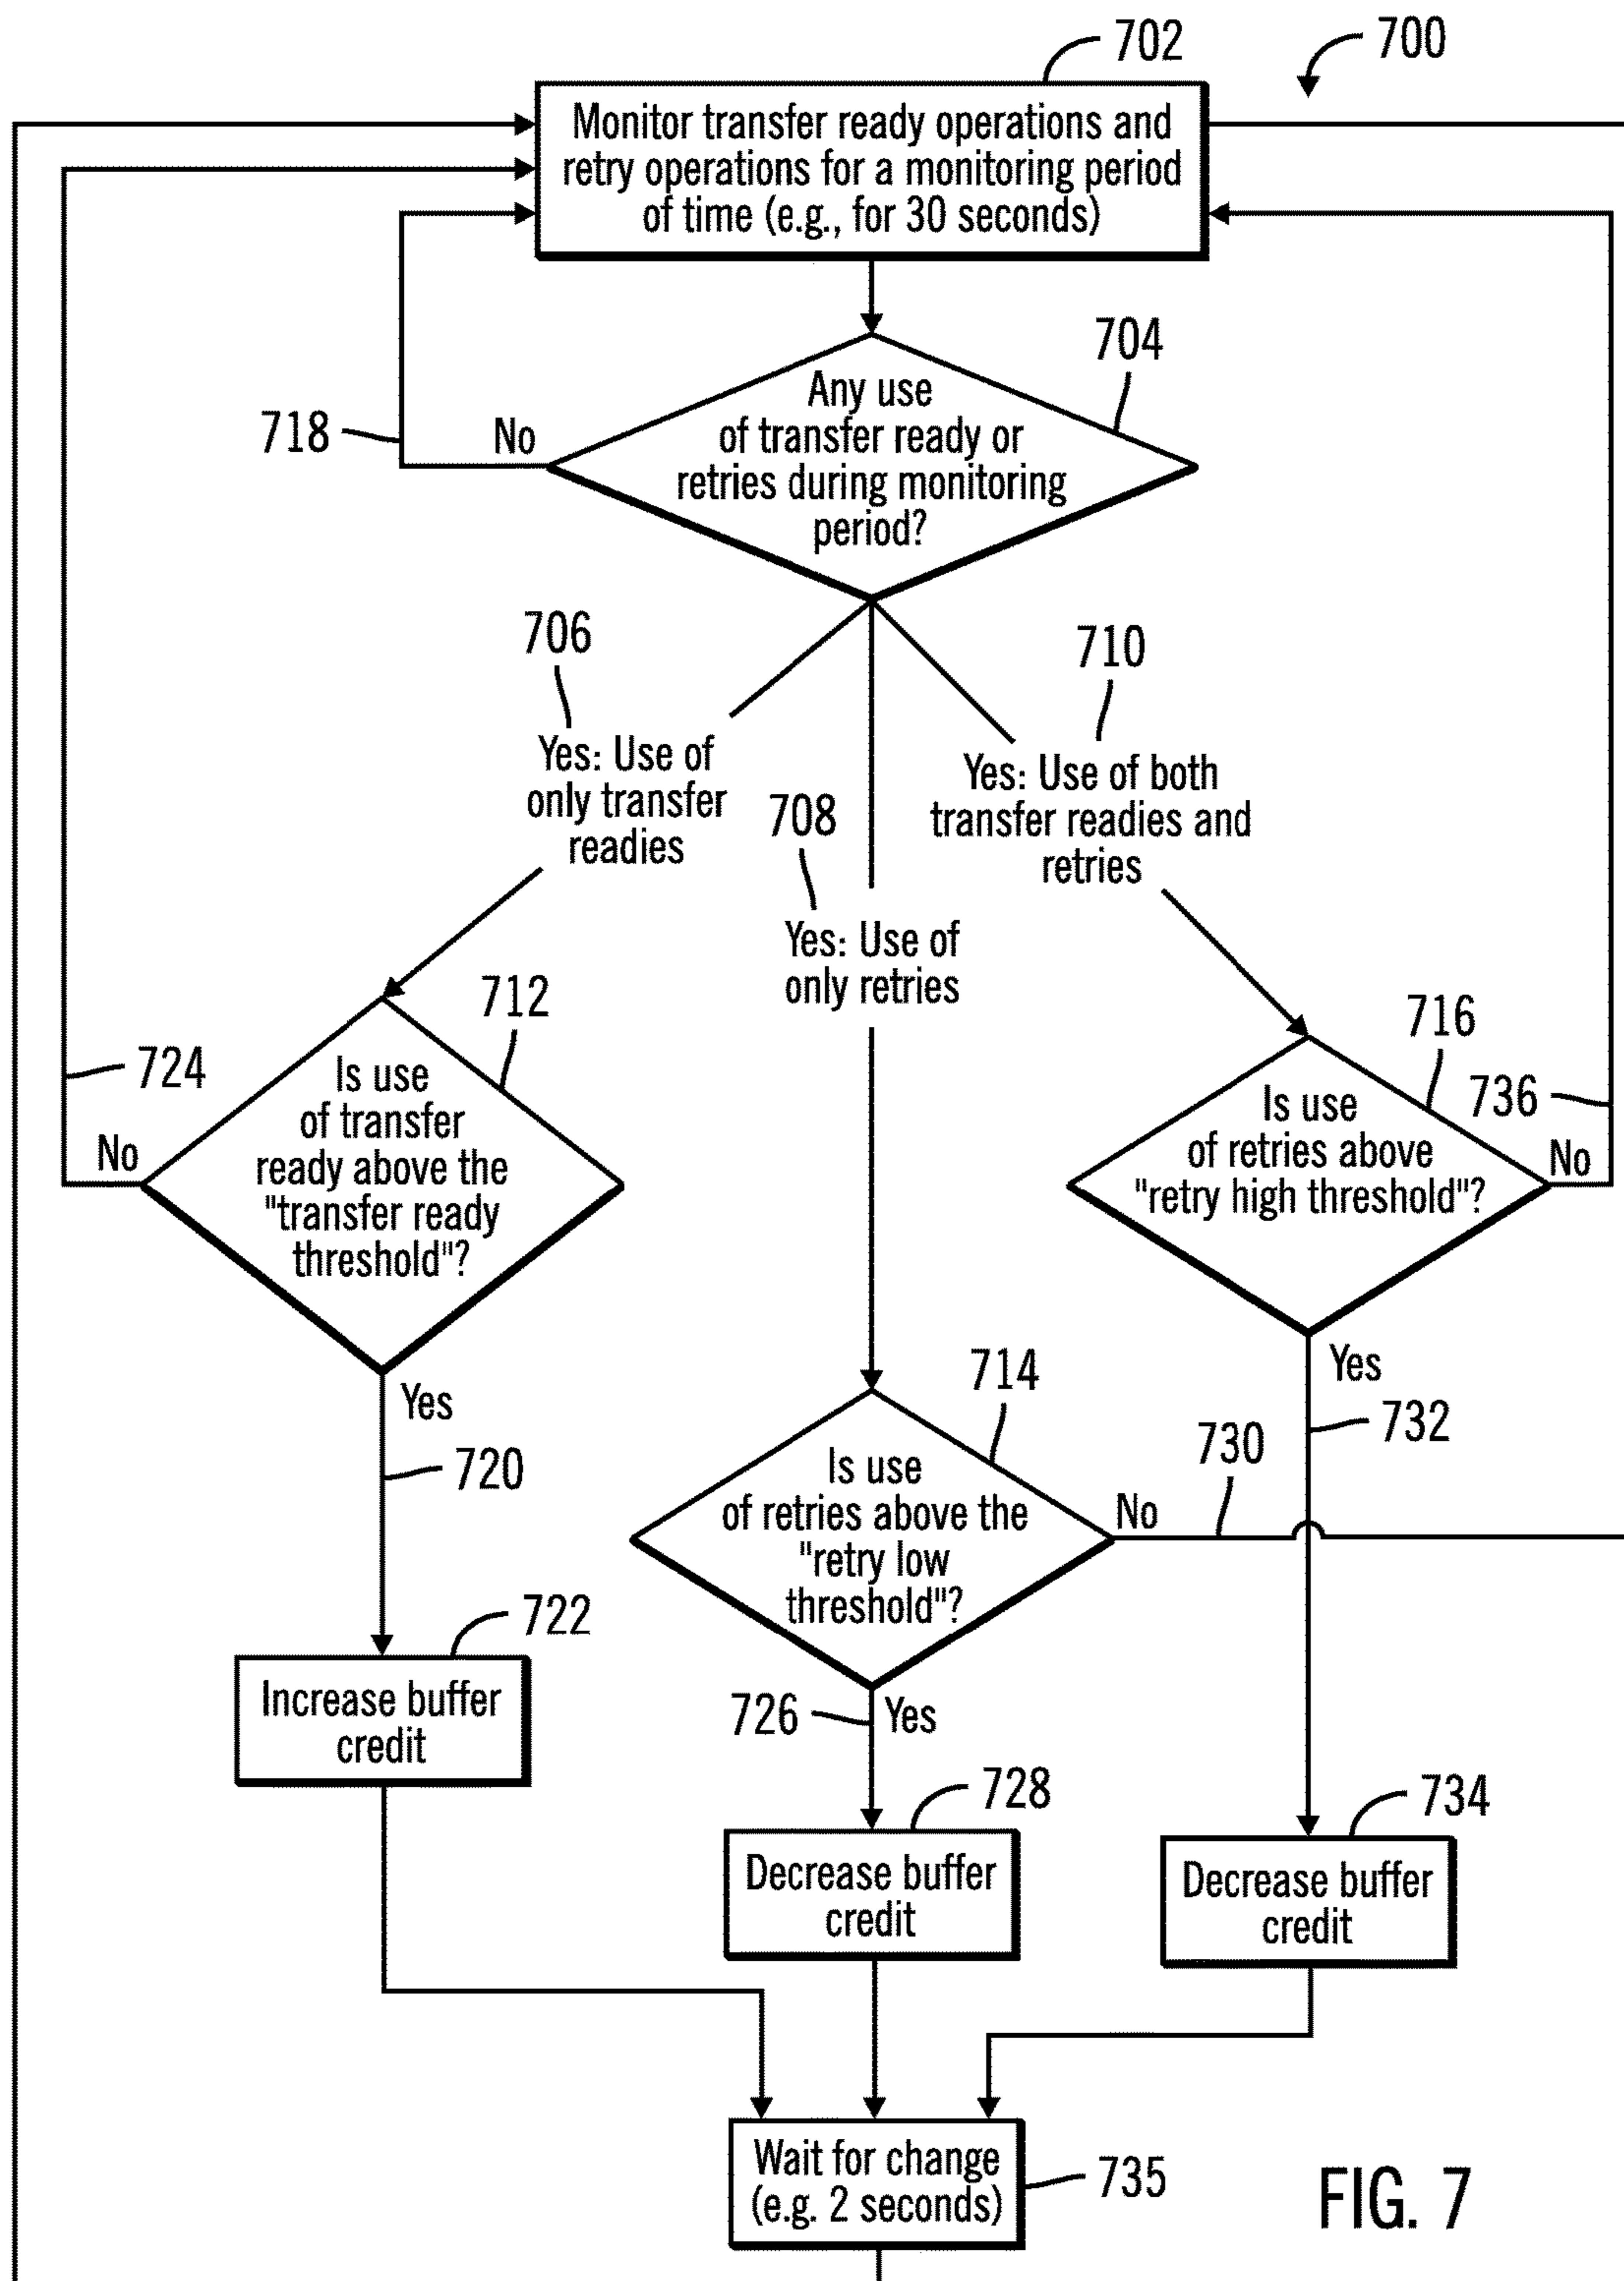 702
700
Monitor transfer ready operations and
retry operations for a monitoring period
of time (e.g., for 30 seconds)
704
Any use
of transfer ready or
retries during monitoring
period?
718
No
706
Yes: Use of
only transfer
readies
708
Yes: Use of
only retries
710
Yes: Use of both
transfer readies and
retries
712
Is use
of transfer
ready above the
"transfer ready
threshold"?
724
No
716
736
Is use
of retries above
"retry high threshold"?
No
Yes
720
Yes
732
714
Is use
of retries above the
"retry low
threshold"?
730
No
722
Increase buffer
credit
726
Yes
728
Decrease buffer
credit
734
Decrease buffer
credit
Wait for change
(e.g. 2 seconds)
735
FIG. 7